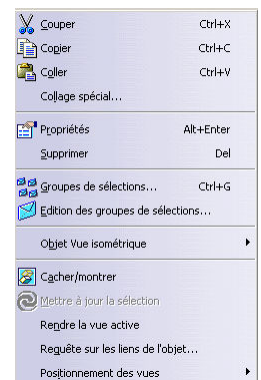 Couper Ctrl+X
Copier Ctrl+C
Coller Ctrl+V
Collage spécial...
Propriétés Alt+Enter
Supprimer Del
Groupes de sélections... Ctrl+G
Edition des groupes de sélections...
Objet Vue isométrique
Cacher/montrer
Mettre à jour la sélection
Rendre la vue active
Requête sur les liens de l'objet...
Positionnement des vues